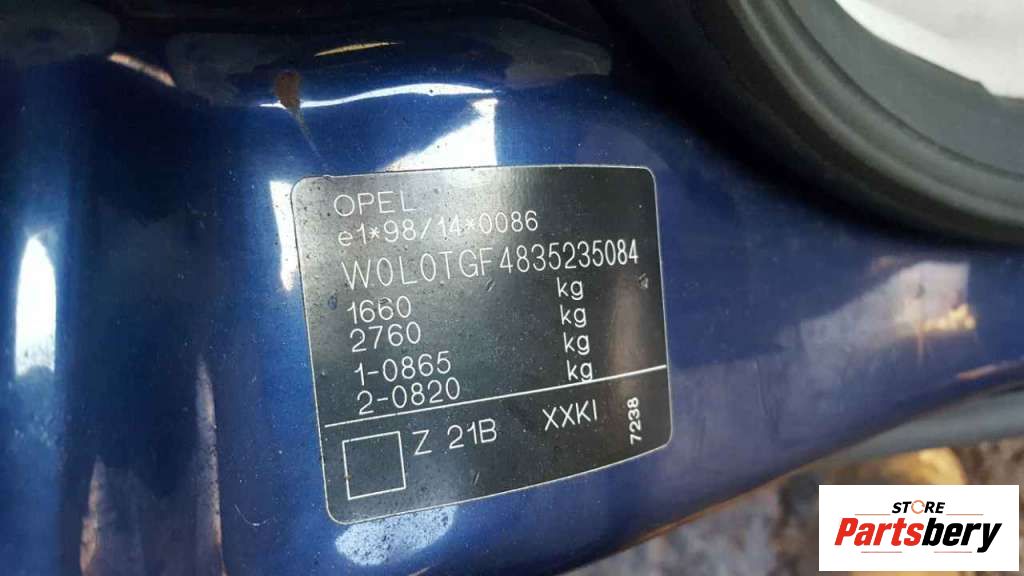 OPEL
e1*98/14*0086
W0L0TGF4835235084
1660 kg
2760 kg
1-0865 kg
2-0820 kg
Z 21B XXKI
7238
STORE
Partsbery